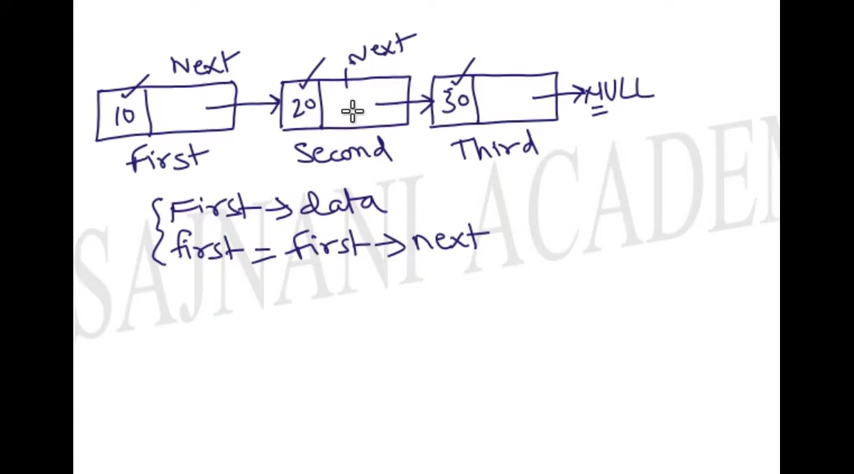 Next Next
10 20 30 NULL
First Second Third
{First→data
{first = first→next
SAJNANI ACADEM